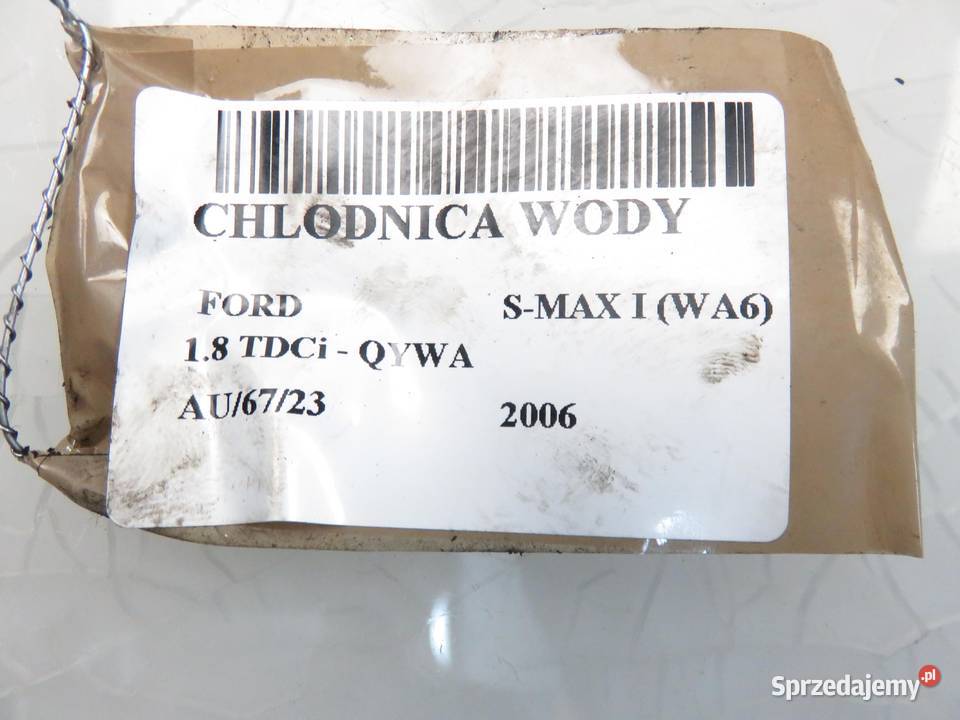 CHLODNICA WODY
FORD S-MAX I (WA6)
1.8 TDCi - QYWA
AU/67/23 2006
Sprzedajemy.pl